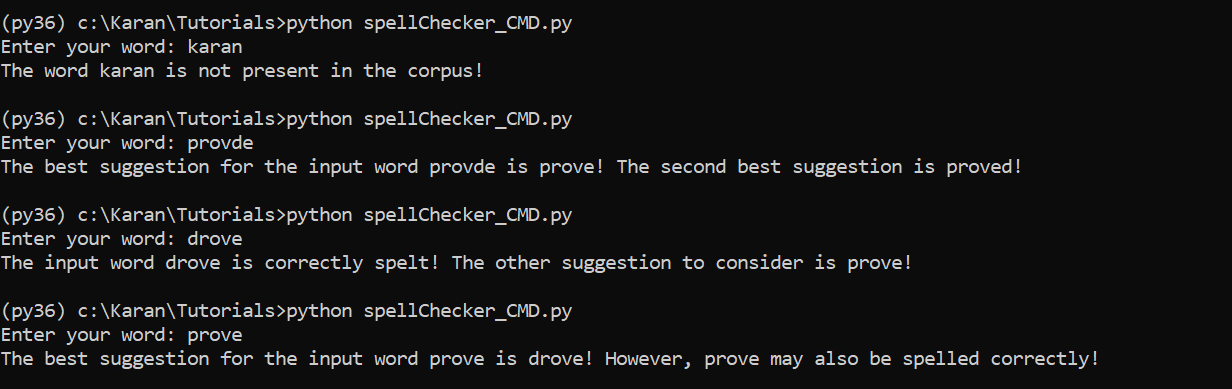 (py36) c:\Karan\Tutorials>python spellChecker_CMD.py
Enter your word: karan
The word karan is not present in the corpus!
(py36) c:\Karan\Tutorials>python spellChecker_CMD.py
Enter your word: provde
The best suggestion for the input word provde is prove! The second best suggestion is proved!
(py36) c:\Karan\Tutorials>python spellChecker_CMD.py
Enter your word: drove
The input word drove is correctly spelt! The other suggestion to consider is prove!
(py36) c:\Karan\Tutorials>python spellChecker_CMD.py
Enter your word: prove
The best suggestion for the input word prove is drove! However, prove may also be spelled correctly!